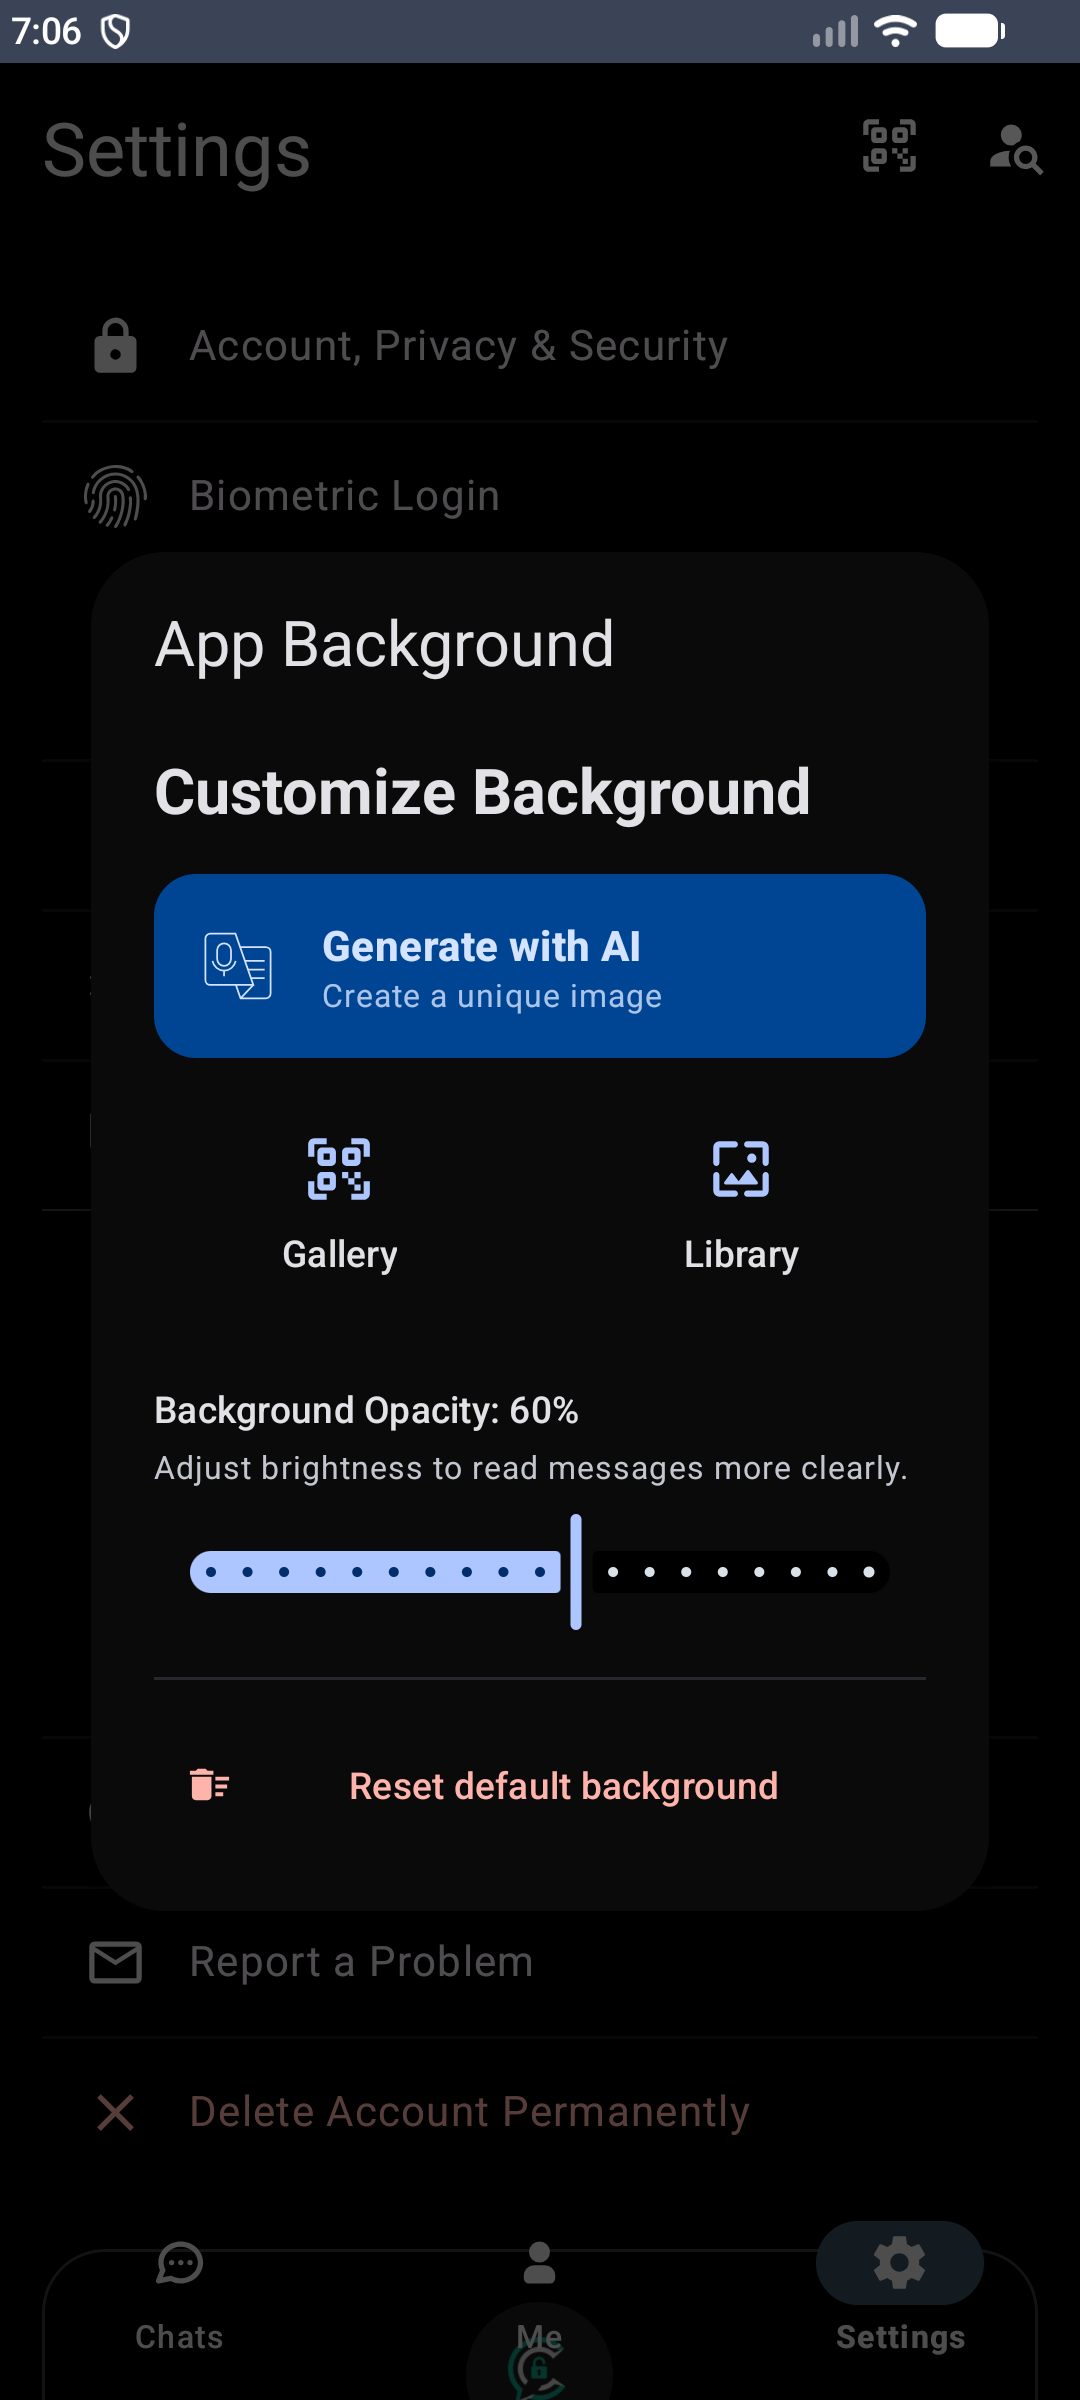 7:06
Settings
Account, Privacy & Security
Biometric Login
App Background
Customize Background
Generate with AI
Create a unique image
Gallery
Library
Background Opacity: 60%
Adjust brightness to read messages more clearly.
Reset default background
Report a Problem
Delete Account Permanently
Chats
Me
Settings